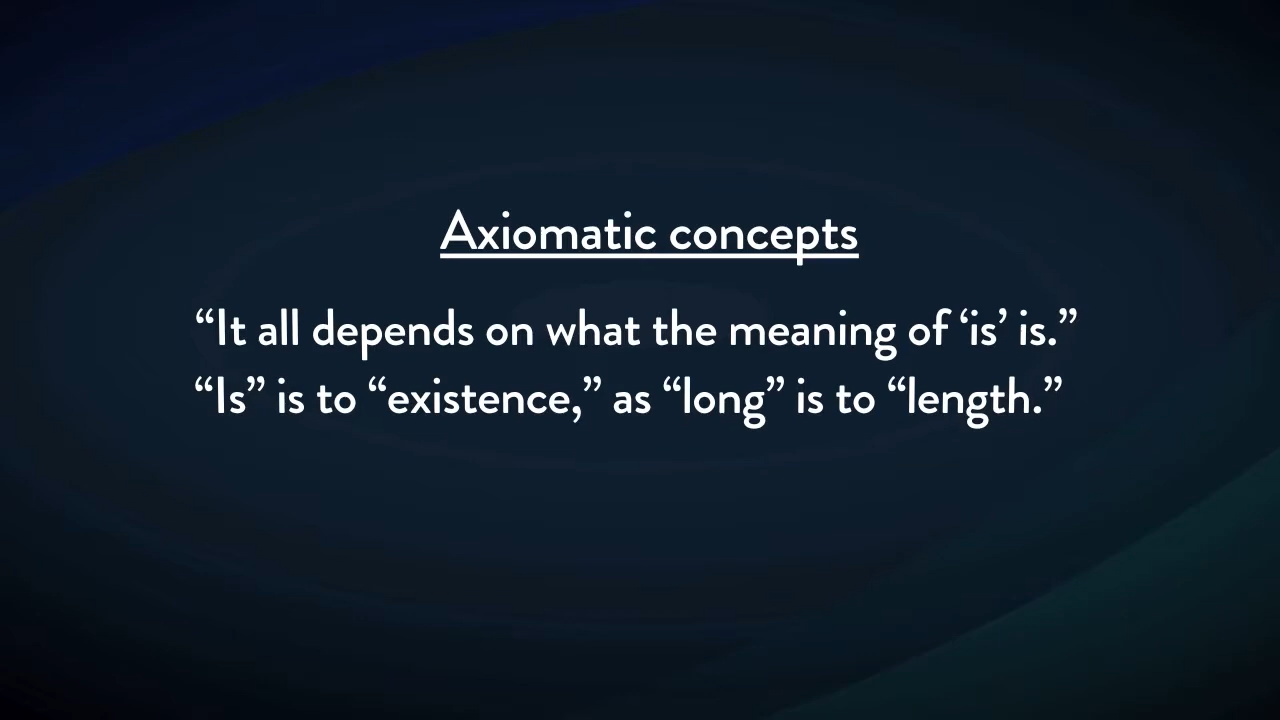 Axiomatic concepts
“It all depends on what the meaning of ‘is’ is.”
“Is” is to “existence,” as “long” is to “length.”